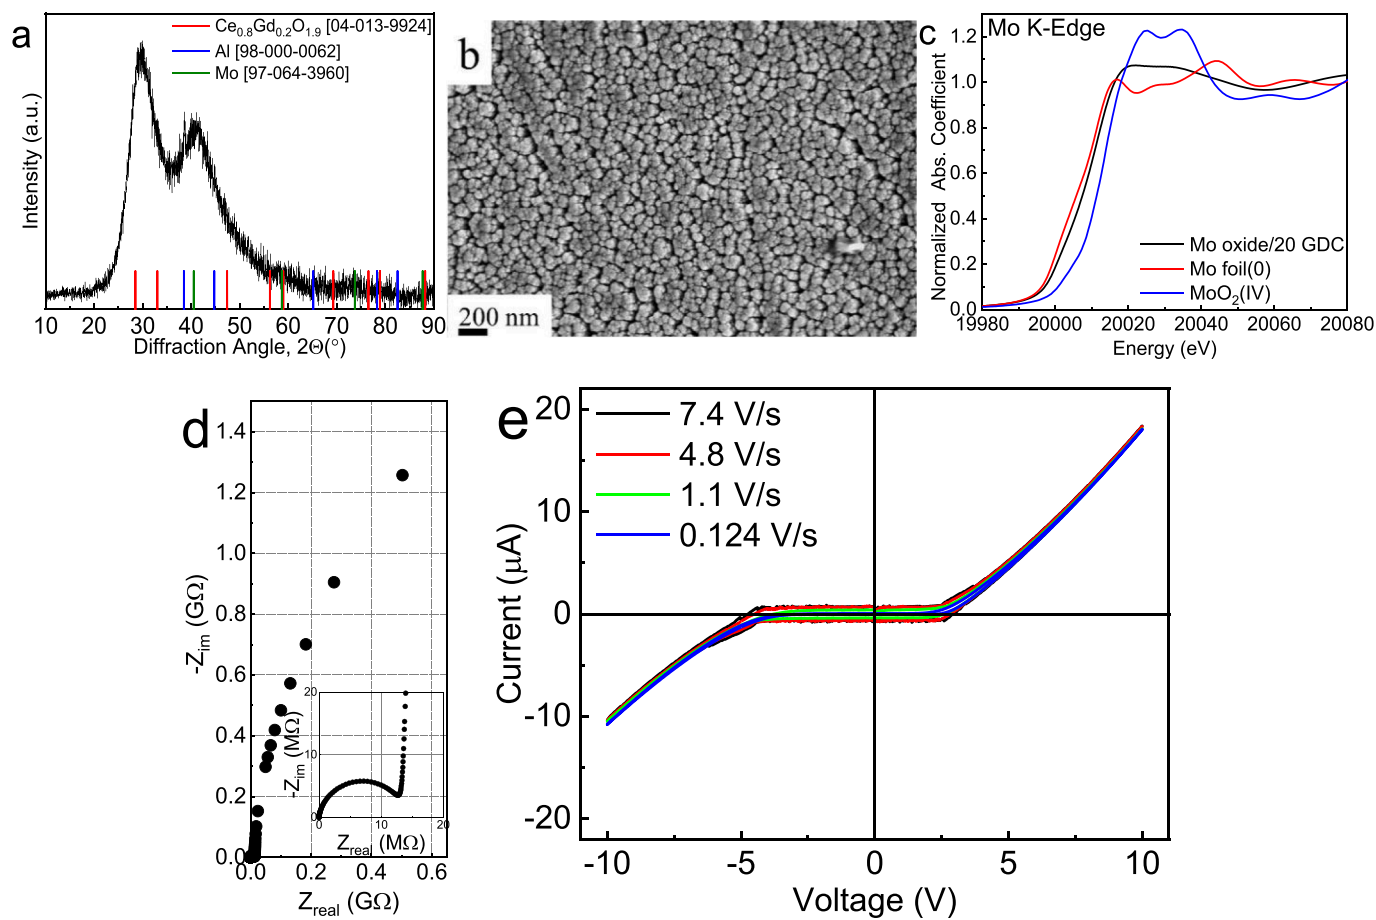 a
Ce0.8Gd0.2O1.9 [04-013-9924]
Al [98-000-0062]
Mo [97-064-3960]
Intensity (a.u.)
10 20 30 40 50 60 70 80 90
Diffraction Angle, 2Θ(°)
b
200 nm
c
Mo K-Edge
Normalized Abs. Coefficient
1.2
1.0
0.8
0.6
0.4
0.2
0.0
Mo oxide/20 GDC
Mo foil(0)
MoO2(IV)
19980 20000 20020 20040 20060 20080
Energy (eV)
d
-Zim (GΩ)
1.4
1.2
1.0
0.8
0.6
0.4
0.2
0.0
0.0 0.2 0.4 0.6
Zreal (GΩ)
-Zim (MΩ)
20
10
0
0 10 20
Zreal (MΩ)
e
7.4 V/s
4.8 V/s
1.1 V/s
0.124 V/s
Current (μA)
20
10
0
-10
-20
-10 -5 0 5 10
Voltage (V)